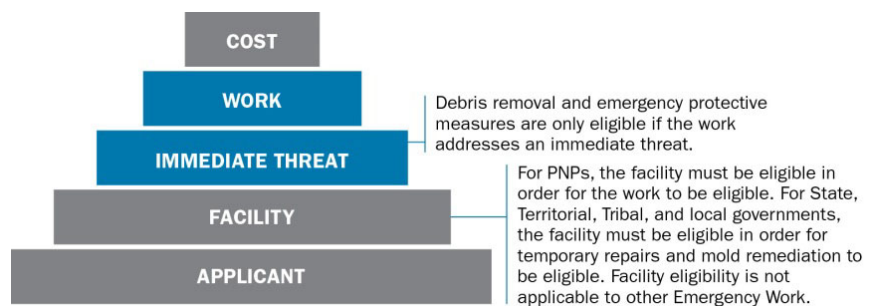 COST
WORK
Debris removal and emergency protective
measures are only eligible if the work
addresses an immediate threat.
IMMEDIATE THREAT
For PNPs, the facility must be eligible in
order for the work to be eligible. For State,
Territorial, Tribal, and local governments,
the facility must be eligible in order for
temporary repairs and mold remediation to
be eligible. Facility eligibility is not
applicable to other Emergency Work.
FACILITY
APPLICANT